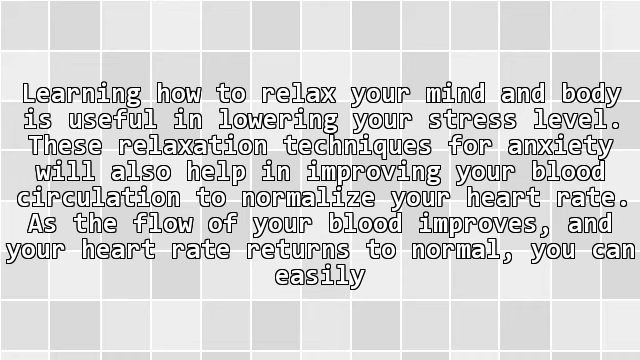 Learning how to relax your mind and body
is useful in lowering your stress level.
These relaxation techniques for anxiety
will also help in improving your blood
circulation to normalize your heart rate.
As the flow of your blood improves, and
your heart rate returns to normal, you can
easily